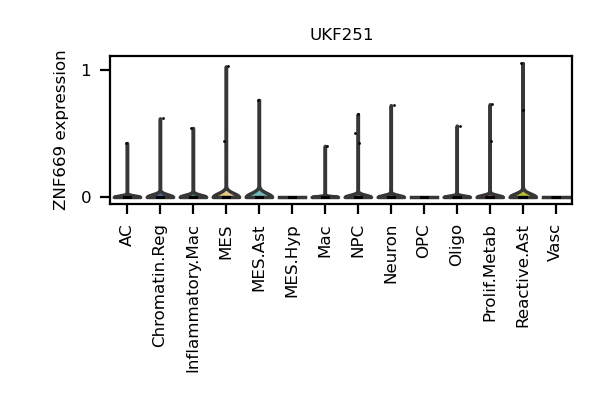 UKF251
ZNF669 expression
1
0
AC
Chromatin.Reg
Inflammatory.Mac
MES
MES.Ast
MES.Hyp
Mac
NPC
Neuron
OPC
Oligo
Prolif.Metab
Reactive.Ast
Vasc